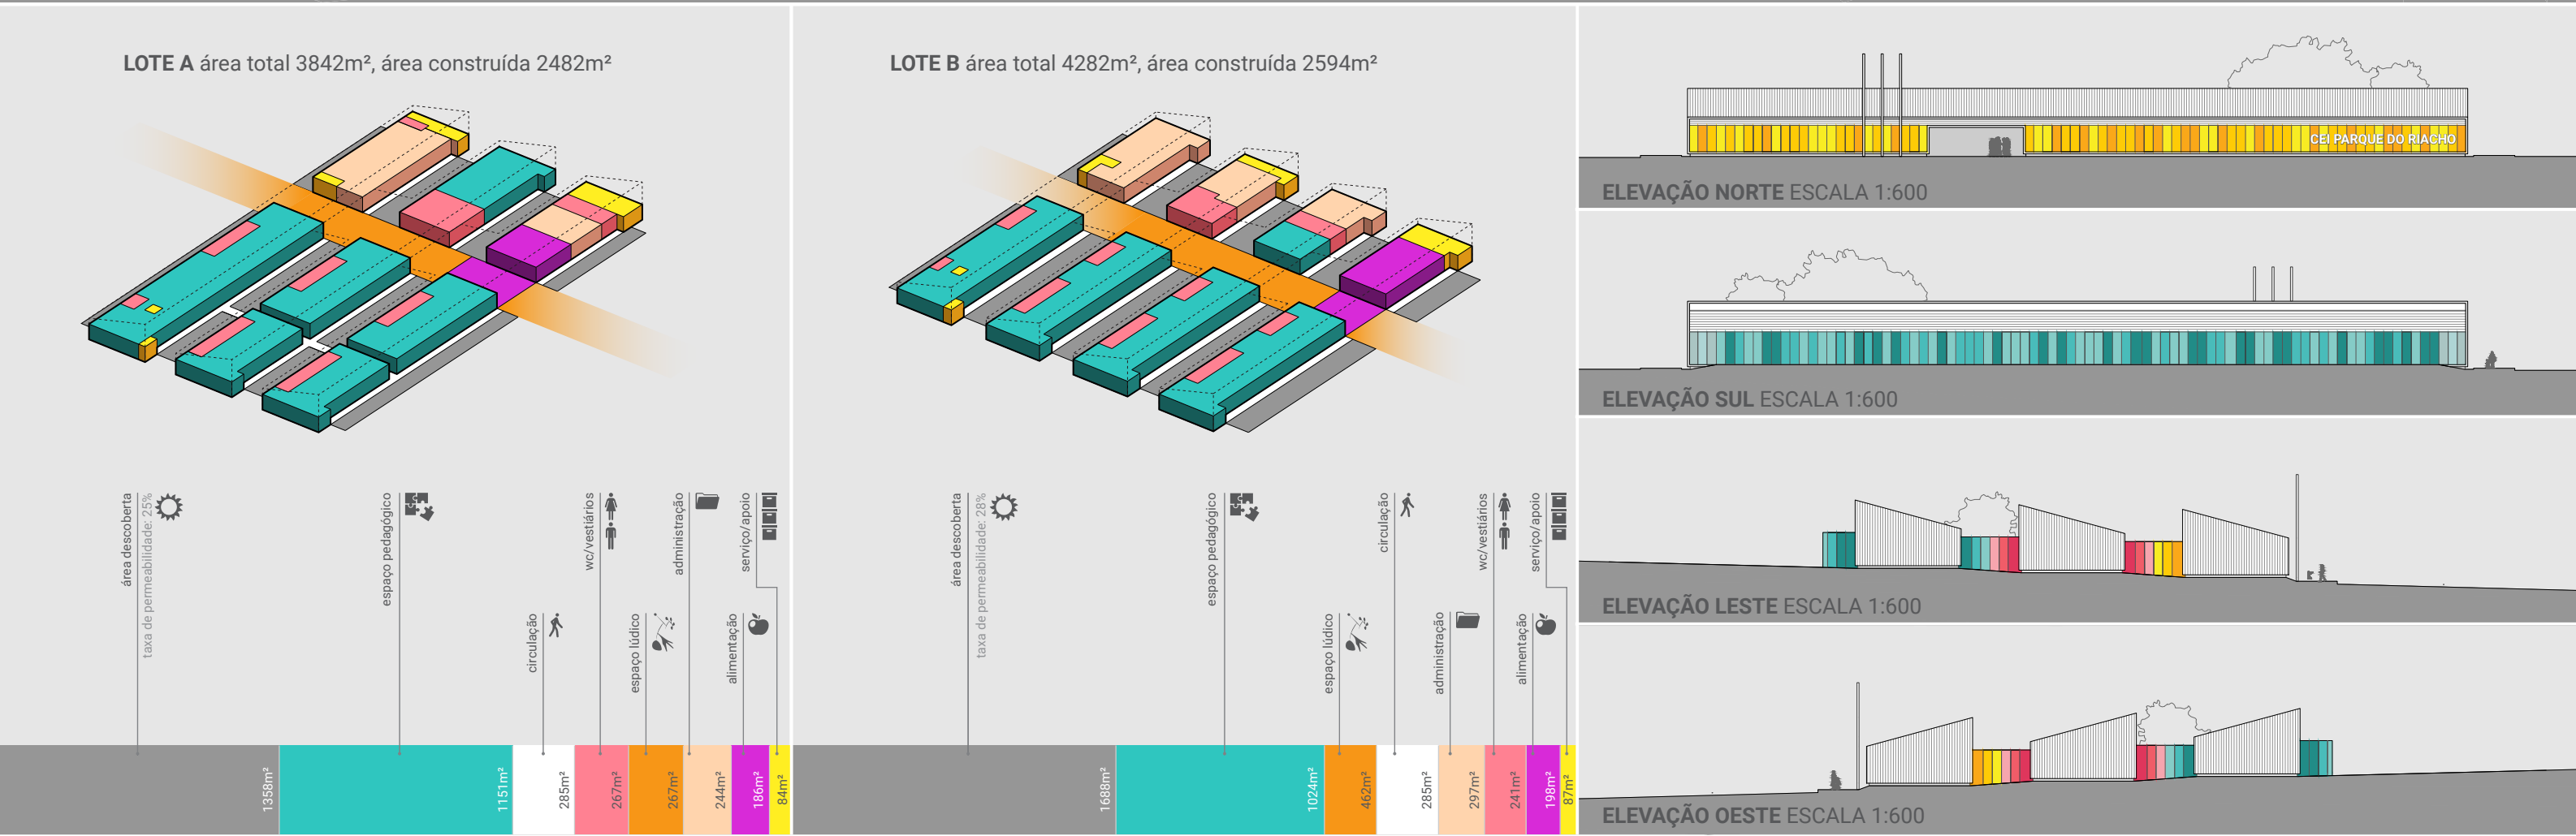 LOTE A área total 3842m², área construída 2482m²
área descoberta
taxa de permeabilidade: 25%
espaço pedagógico
circulação
wc/vestiários
espaço lúdico
administração
alimentação
serviço/apoio
1358m²
1151m²
285m²
267m²
267m²
244m²
186m²
84m²
LOTE B área total 4282m², área construída 2594m²
área descoberta
taxa de permeabilidade: 28%
espaço pedagógico
espaço lúdico
circulação
administração
wc/vestiários
alimentação
serviço/apoio
1688m²
1024m²
462m²
285m²
297m²
241m²
198m²
87m²
CEI PARQUE DO RIACHO
ELEVAÇÃO NORTE ESCALA 1:600
ELEVAÇÃO SUL ESCALA 1:600
ELEVAÇÃO LESTE ESCALA 1:600
ELEVAÇÃO OESTE ESCALA 1:600